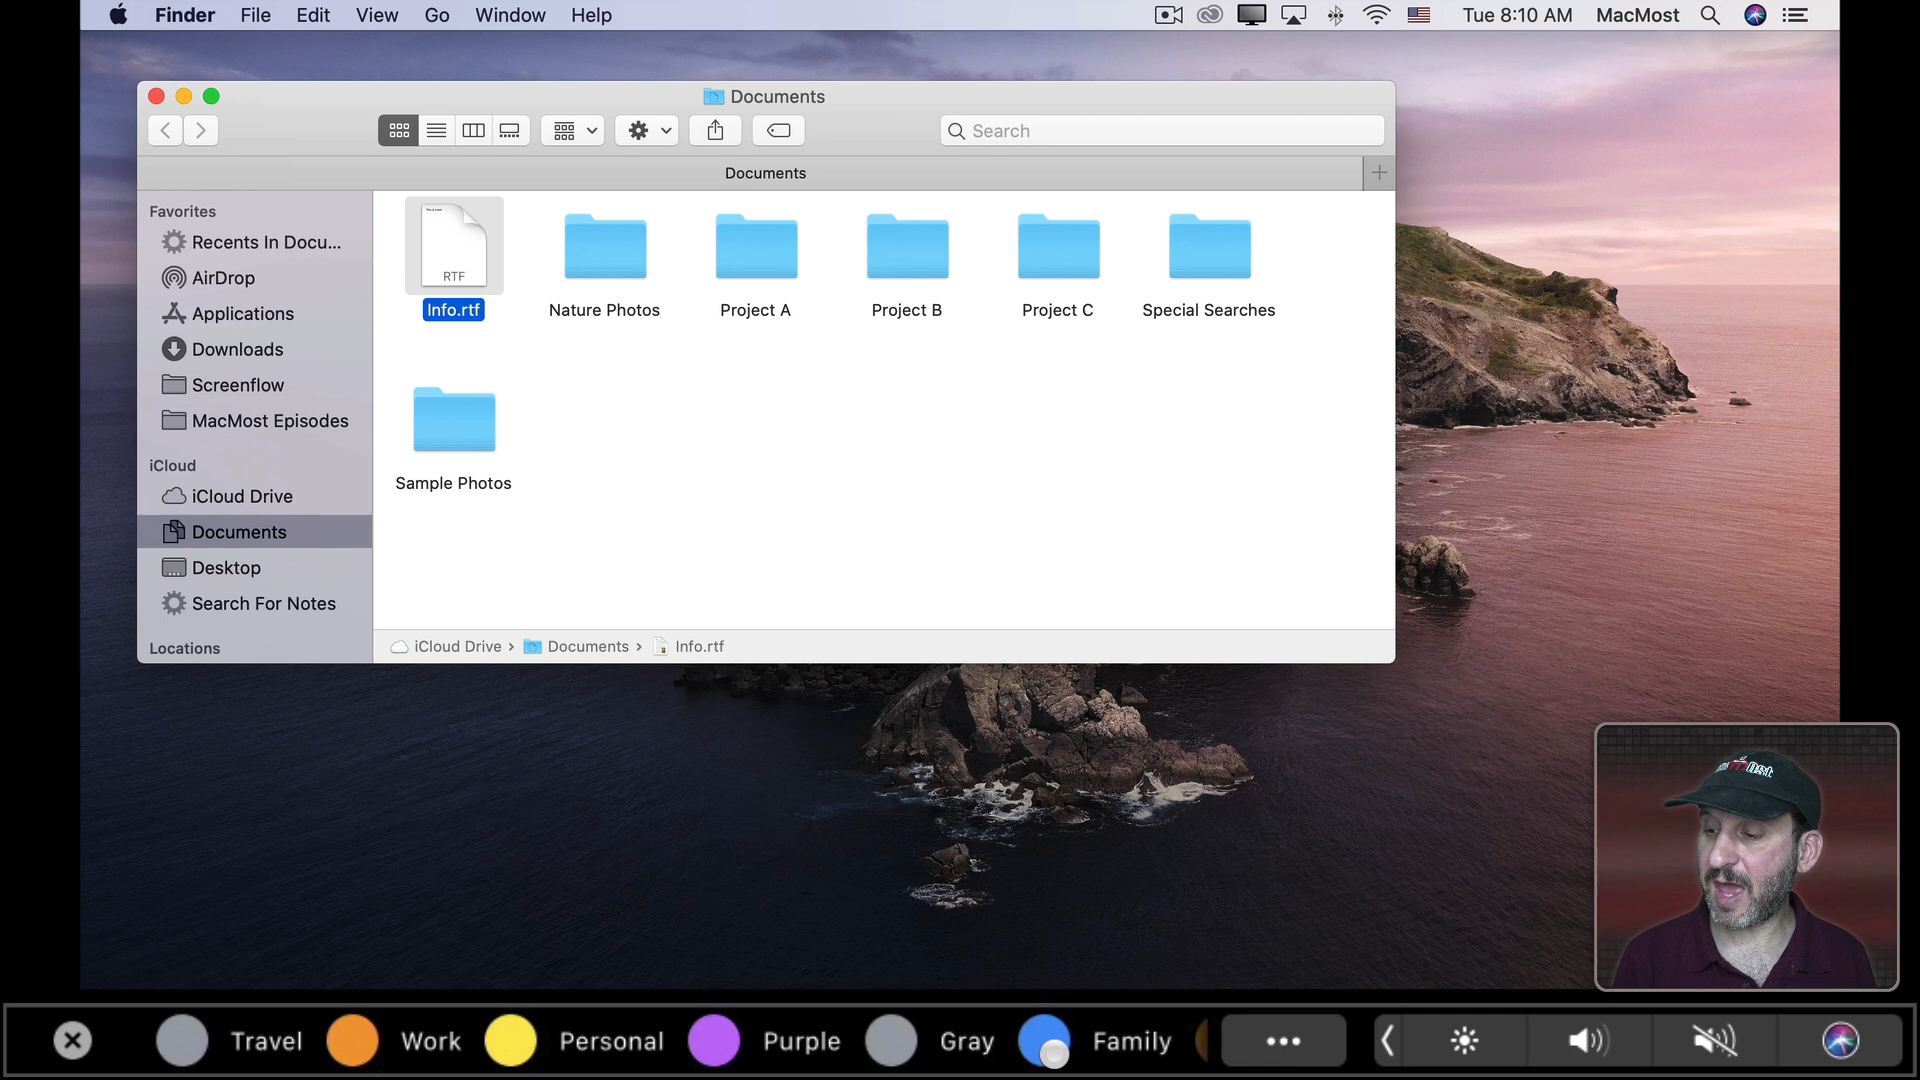 Finder File Edit View Go Window Help Tue 8:10 AM MacMost
Documents
Search
Documents
Favorites
Recents In Docu...
AirDrop
Applications
Downloads
Screenflow
MacMost Episodes
iCloud
iCloud Drive
Documents
Desktop
Search For Notes
Locations
RTF
Info.rtf
Nature Photos
Project A
Project B
Project C
Special Searches
Sample Photos
iCloud Drive › Documents › Info.rtf
Travel Work Personal Purple Gray Family •••